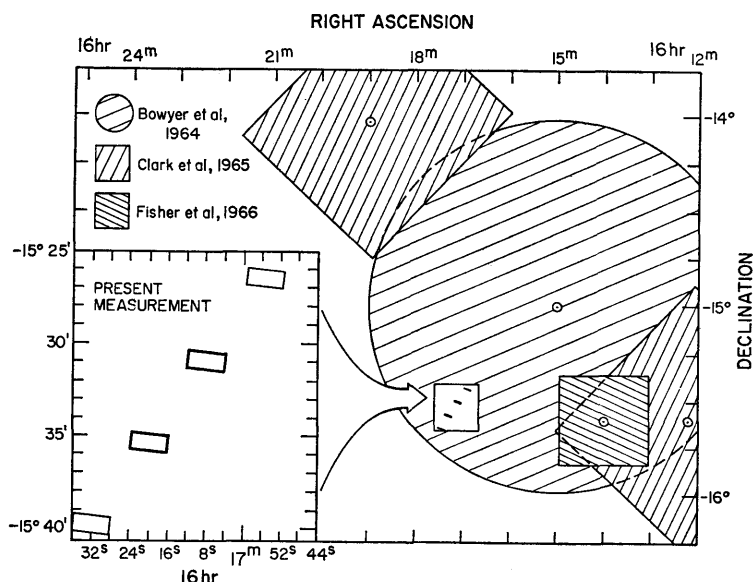 RIGHT ASCENSION
16hr 24m 21m 18m 15m 16hr 12m
Bowyer et al, 1964
Clark et al, 1965
Fisher et al, 1966
-14°
-15°
-16°
DECLINATION
-15° 25'
30'
35'
-15° 40'
PRESENT
MEASUREMENT
32s 24s 16s 8s 17m 52s 44s
16hr